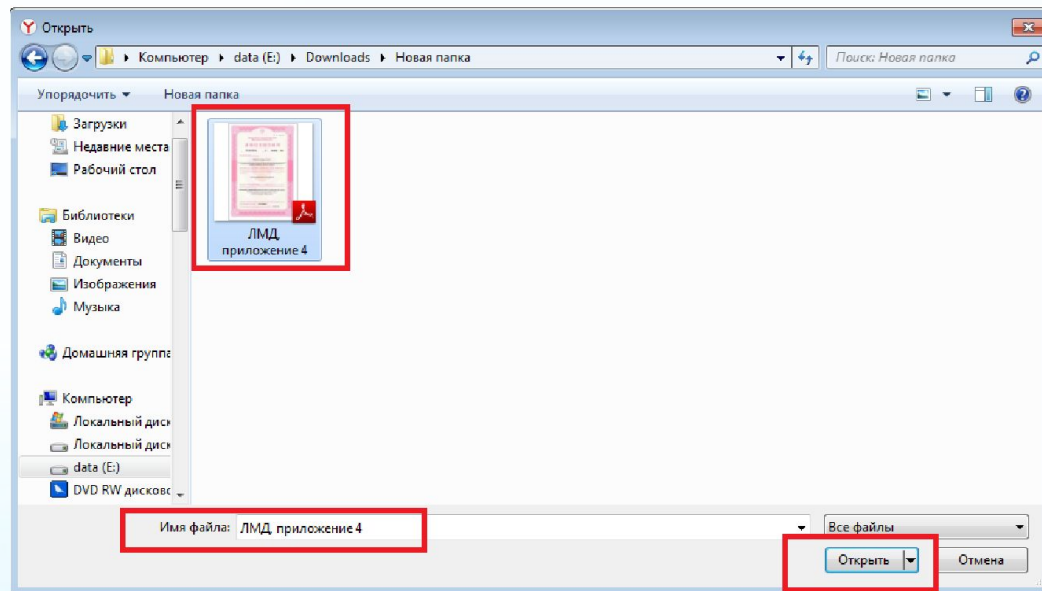 Открыть
Компьютер ▸ data (E:) ▸ Downloads ▸ Новая папка
Поиск: Новая папка
Упорядочить
Новая папка
Загрузки
Недавние места
Рабочий стол
Библиотеки
Видео
Документы
Изображения
Музыка
Домашняя группа
Компьютер
Локальный диск
Локальный диск
data (E:)
DVD RW дисково
ЛМД,
приложение 4
Имя файла: ЛМД, приложение 4
Все файлы
Открыть
Отмена